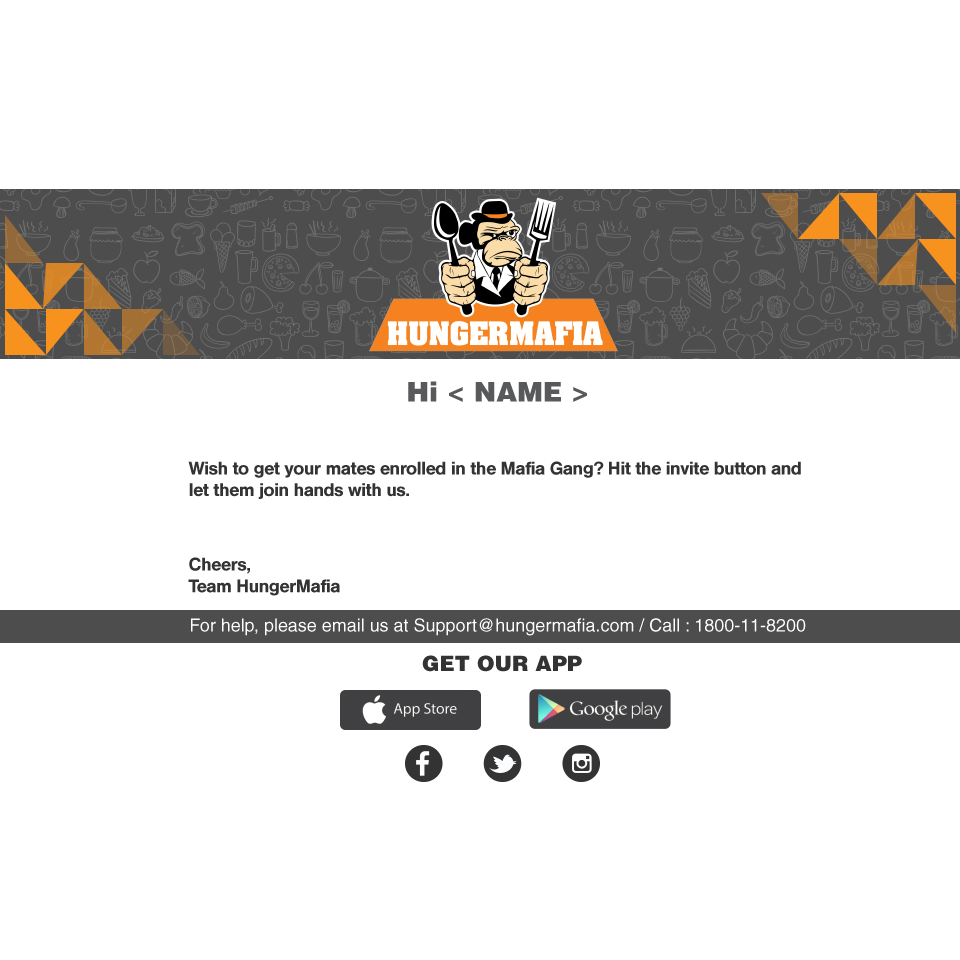 HUNGERMAFIA
Hi < NAME >
Wish to get your mates enrolled in the Mafia Gang? Hit the invite button and
let them join hands with us.
Cheers,
Team HungerMafia
For help, please email us at Support@hungermafia.com / Call : 1800-11-8200
GET OUR APP
App Store
Google play